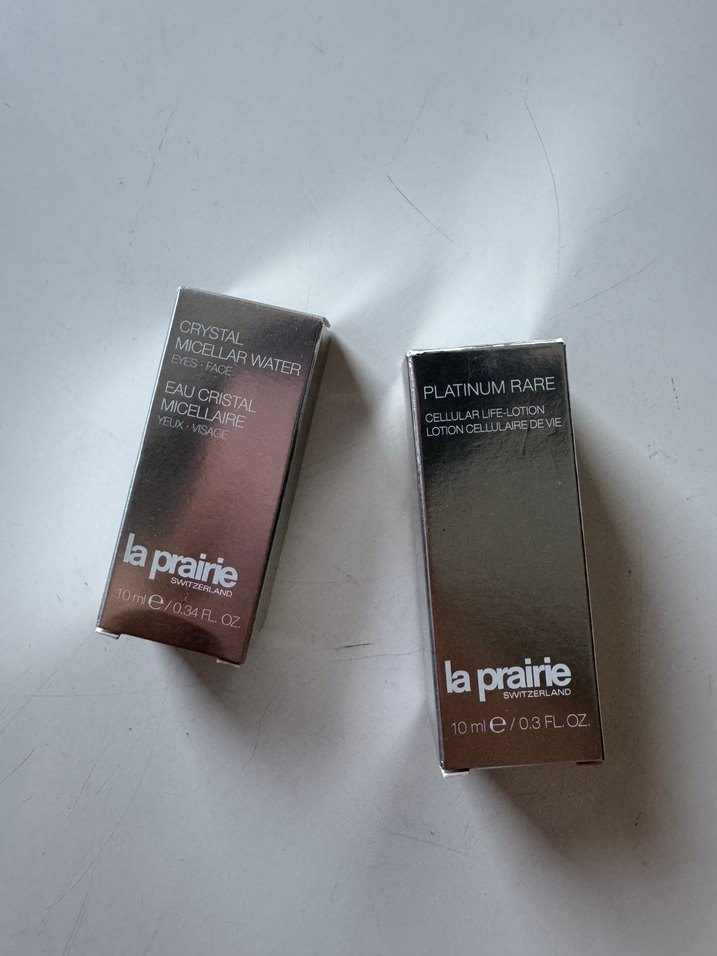 CRYSTAL
MICELLAR WATER
EYES · FACE
EAU CRISTAL
MICELLAIRE
YEUX · VISAGE
la prairie
SWITZERLAND
10 ml ℮ / 0.34 FL. OZ.
PLATINUM RARE
CELLULAR LIFE-LOTION
LOTION CELLULAIRE DE VIE
la prairie
SWITZERLAND
10 ml ℮ / 0.3 FL. OZ.